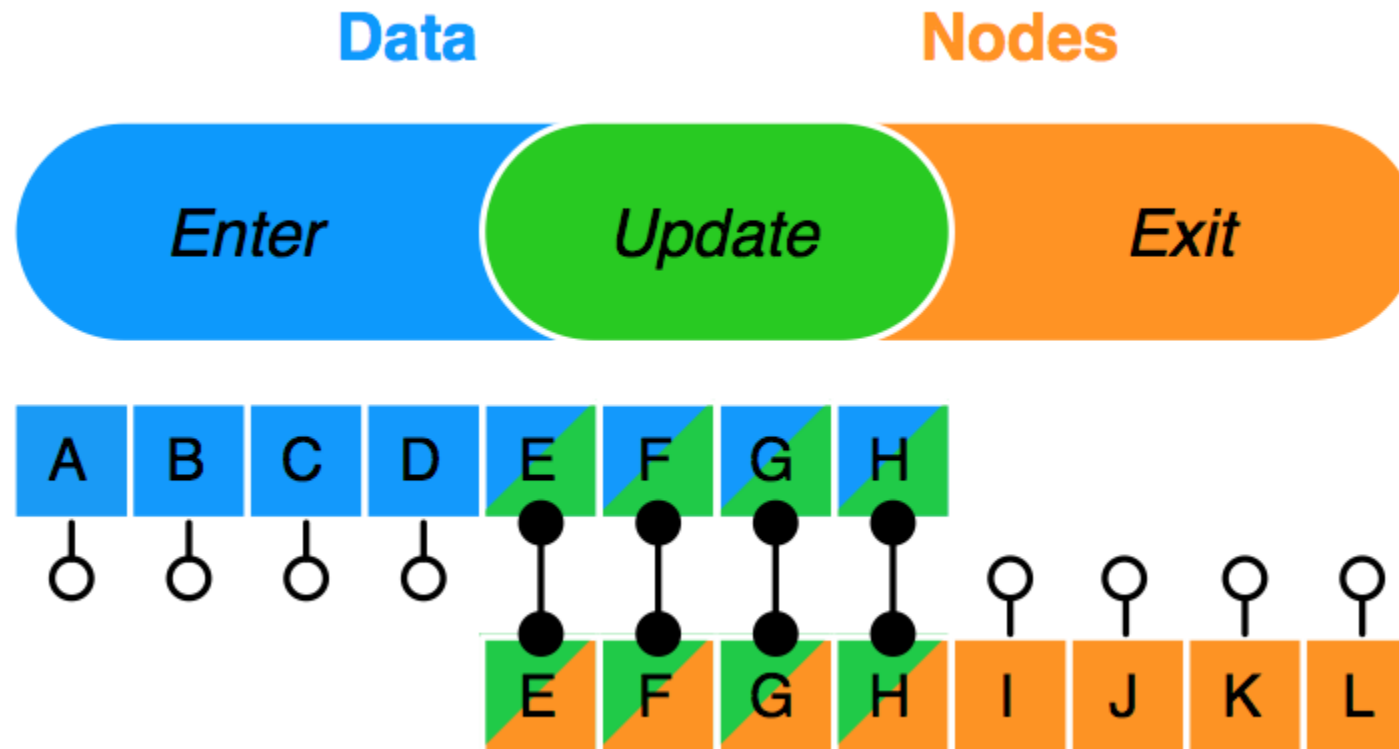 Data Nodes
Enter Update Exit
A B C D E F G H
E F G H I J K L